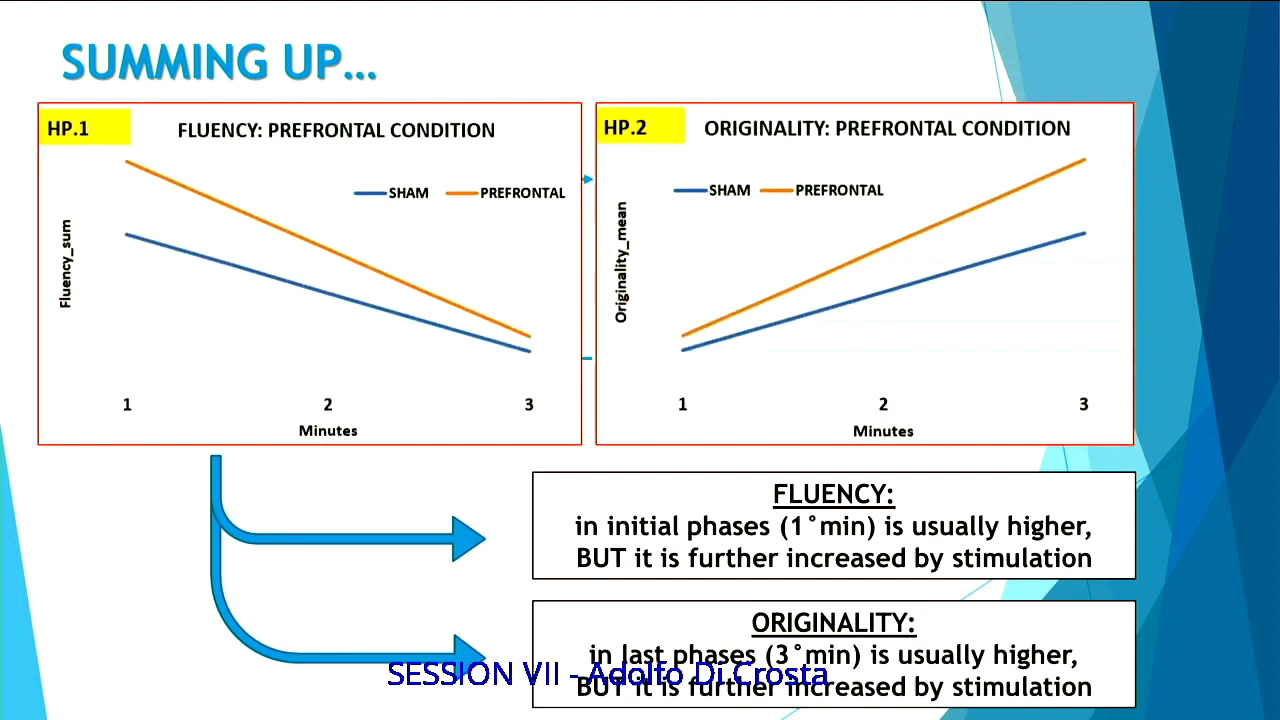 SUMMING UP...
HP.1
FLUENCY: PREFRONTAL CONDITION
SHAM
PREFRONTAL
Fluency_sum
1 2 3
Minutes
HP.2
ORIGINALITY: PREFRONTAL CONDITION
SHAM
PREFRONTAL
Originality_mean
1 2 3
Minutes
FLUENCY:
in initial phases (1°min) is usually higher,
BUT it is further increased by stimulation
ORIGINALITY:
in last phases (3°min) is usually higher,
BUT it is further increased by stimulation
SESSION VII - Adolfo Di Crosta